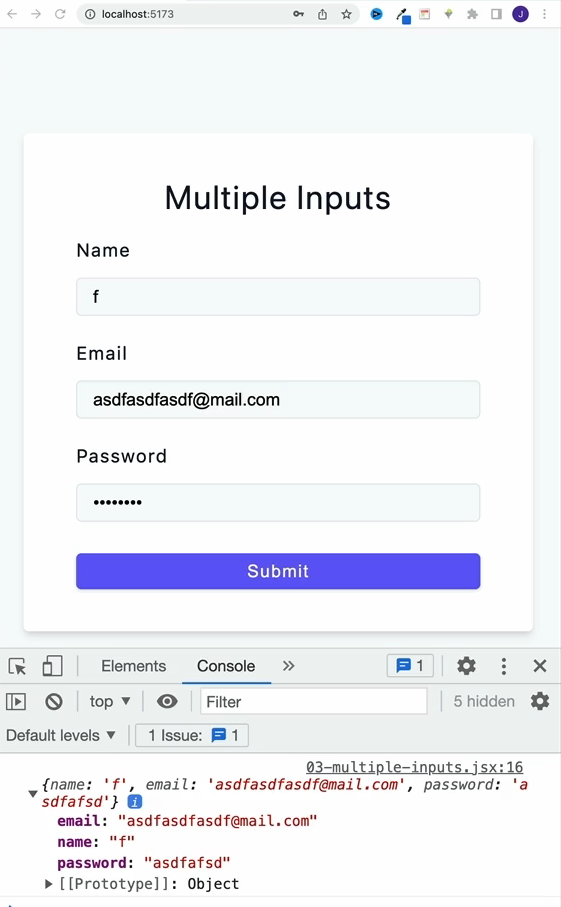 localhost:5173
J
Multiple Inputs
Name
f
Email
asdfasdfasdf@mail.com
Password
••••••••
Submit
Elements Console » 1
top ▼ Filter 5 hidden
Default levels ▼ 1 Issue: 1
03-multiple-inputs.jsx:16
{name: 'f', email: 'asdfasdfasdf@mail.com', password: 'a
sdfafsd'} i
email: "asdfasdfasdf@mail.com"
name: "f"
password: "asdfafsd"
[[Prototype]]: Object